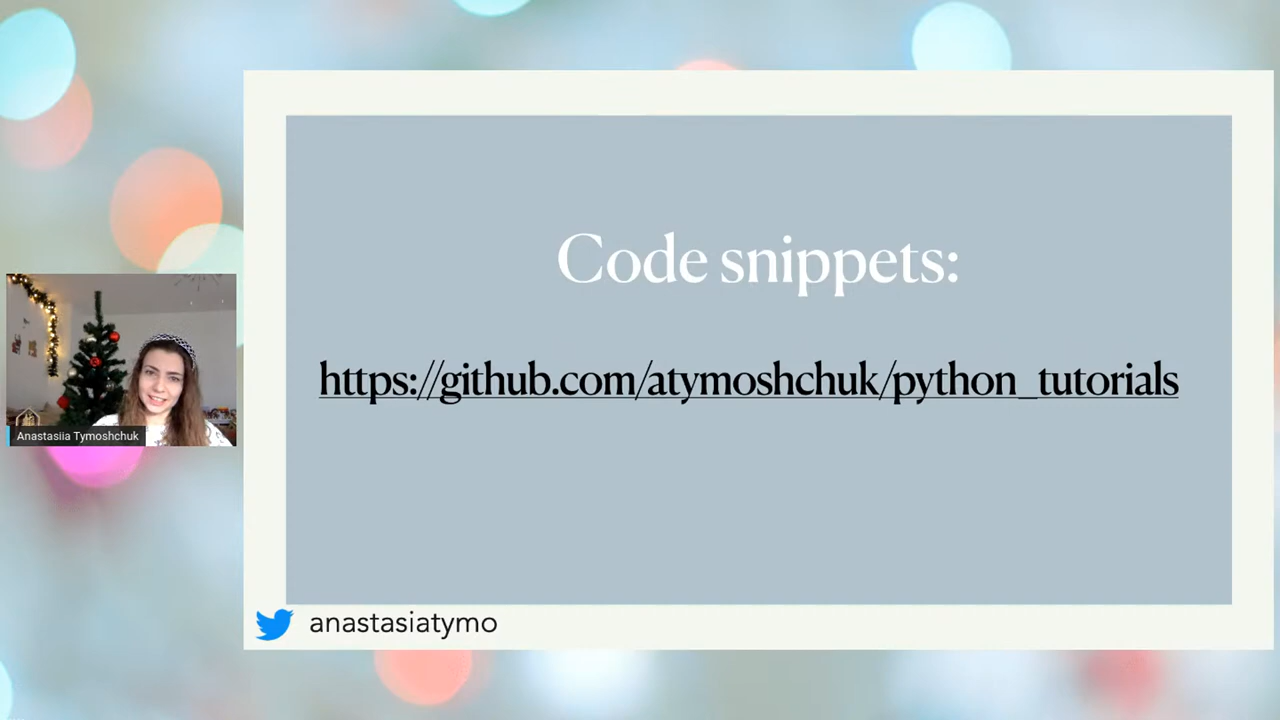 Code snippets:
https://github.com/atymoshchuk/python_tutorials
Anastasiia Tymoshchuk
anastasiatymo